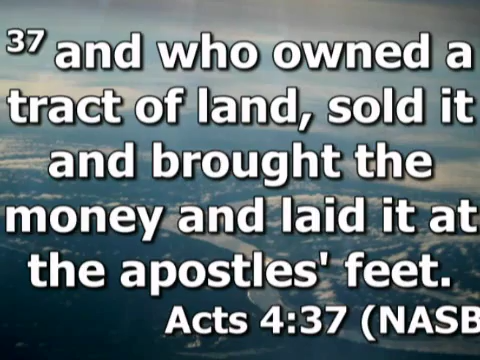 37 and who owned a
tract of land, sold it
and brought the
money and laid it at
the apostles' feet.
Acts 4:37 (NASB